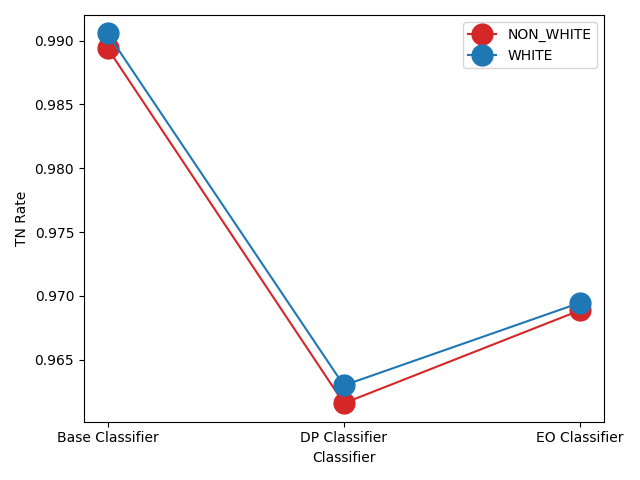 NON_WHITE
WHITE
TN Rate
0.990
0.985
0.980
0.975
0.970
0.965
Base Classifier
DP Classifier
EO Classifier
Classifier